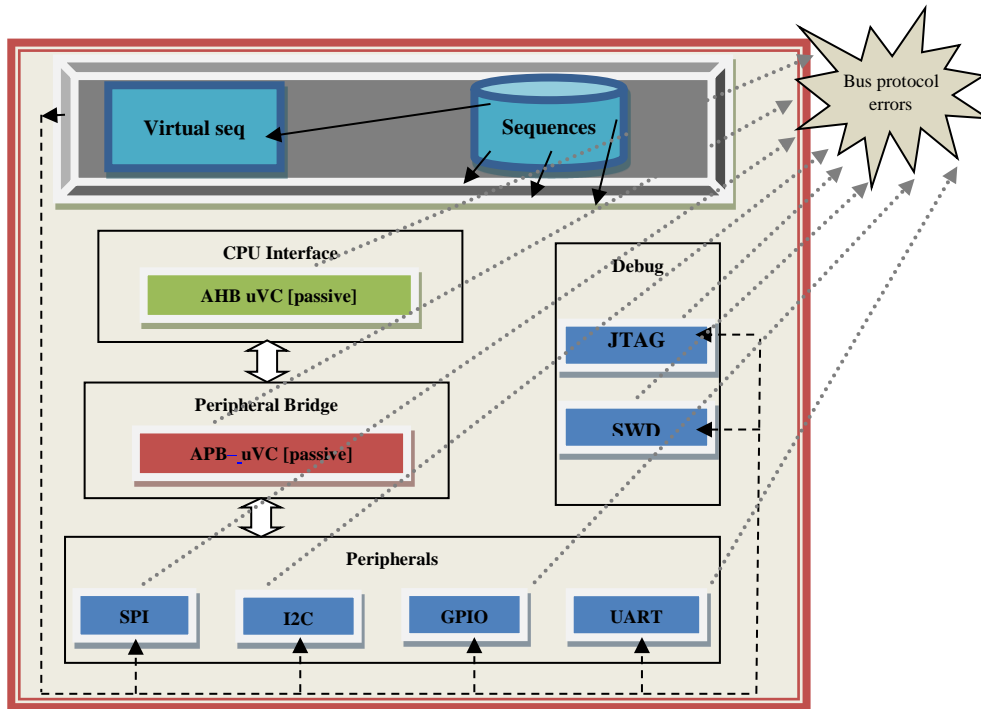 Bus protocol
errors
Virtual seq
Sequences
CPU Interface
AHB uVC [passive]
Debug
JTAG
SWD
Peripheral Bridge
APB– uVC [passive]
Peripherals
SPI
I2C
GPIO
UART